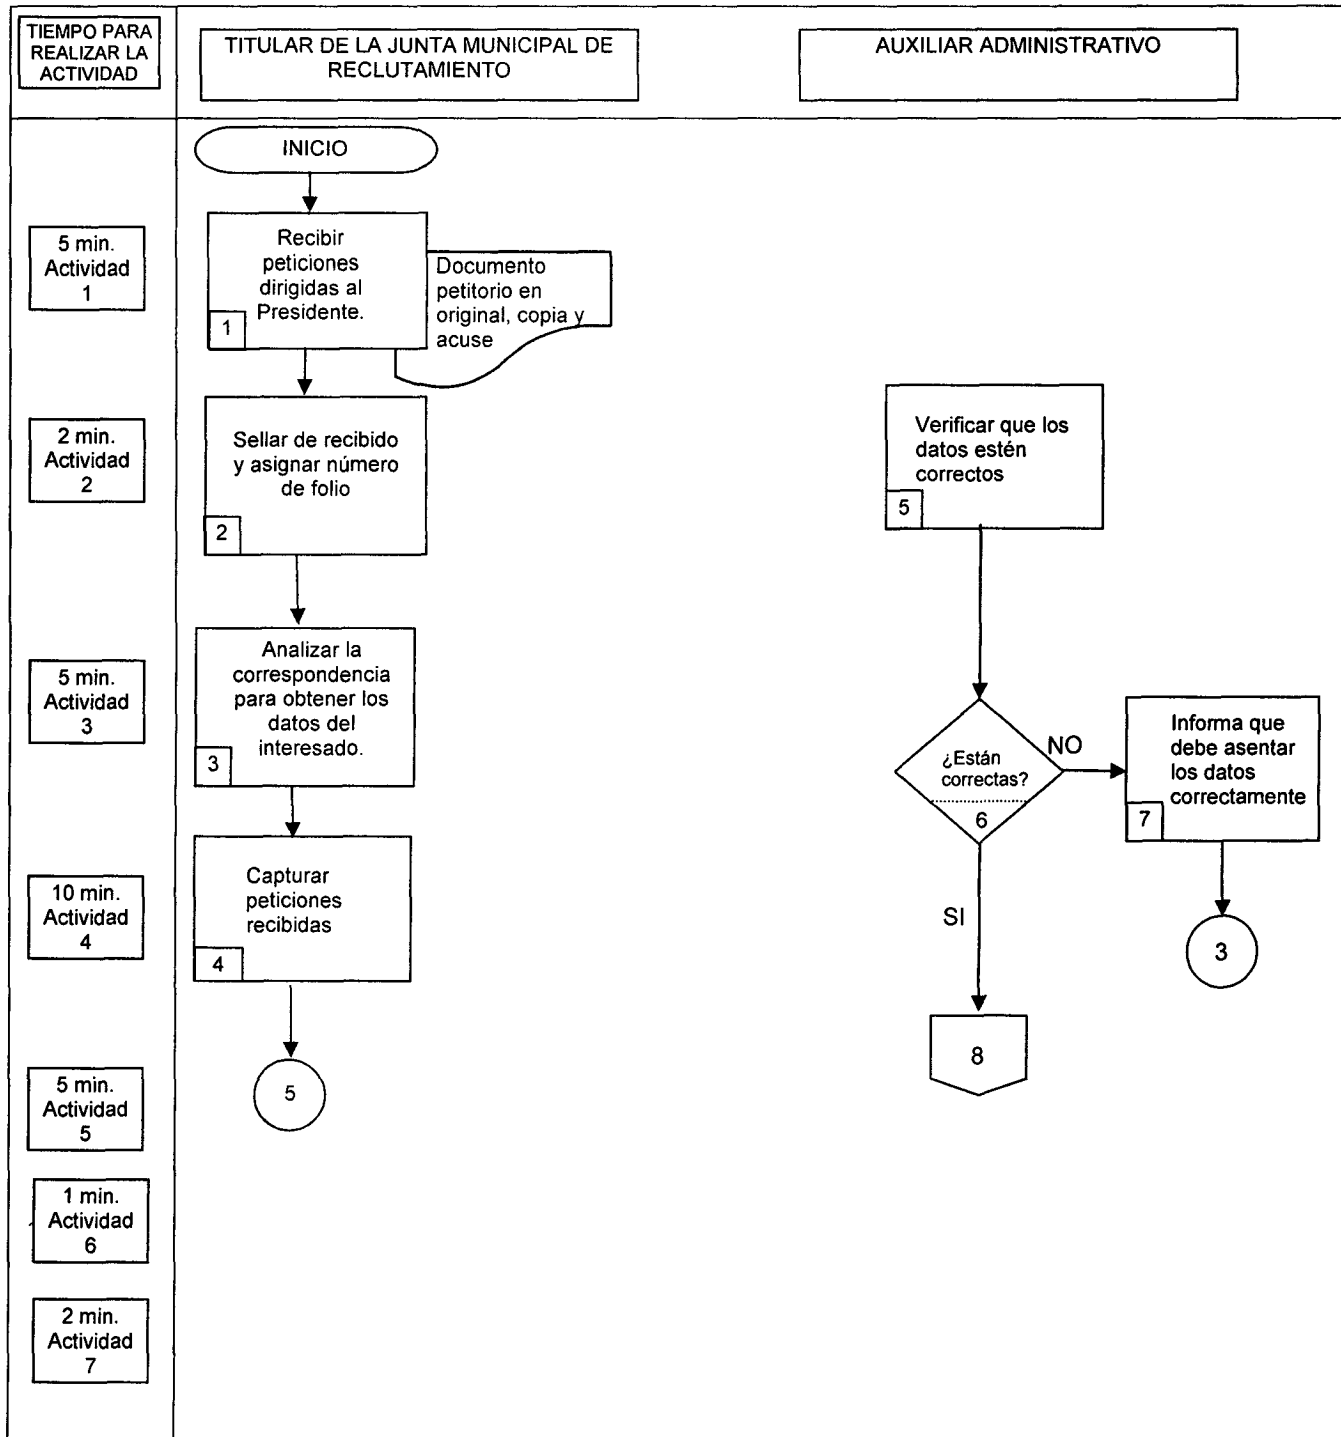 TIEMPO PARA
REALIZAR LA
ACTIVIDAD
TITULAR DE LA JUNTA MUNICIPAL DE
RECLUTAMIENTO
AUXILIAR ADMINISTRATIVO
INICIO
5 min.
Actividad
1
Recibir
peticiones
dirigidas al
Presidente.
1
Documento
petitorio en
original, copia y
acuse
2 min.
Actividad
2
Sellar de recibido
y asignar número
de folio
2
Verificar que los
datos estén
correctos
5
5 min.
Actividad
3
Analizar la
correspondencia
para obtener los
datos del
interesado.
3
¿Están
correctas?
6
NO
Informa que
debe asentar
los datos
correctamente
7
10 min.
Actividad
4
Capturar
peticiones
recibidas
4
SI
3
8
5 min.
Actividad
5
5
1 min.
Actividad
6
2 min.
Actividad
7